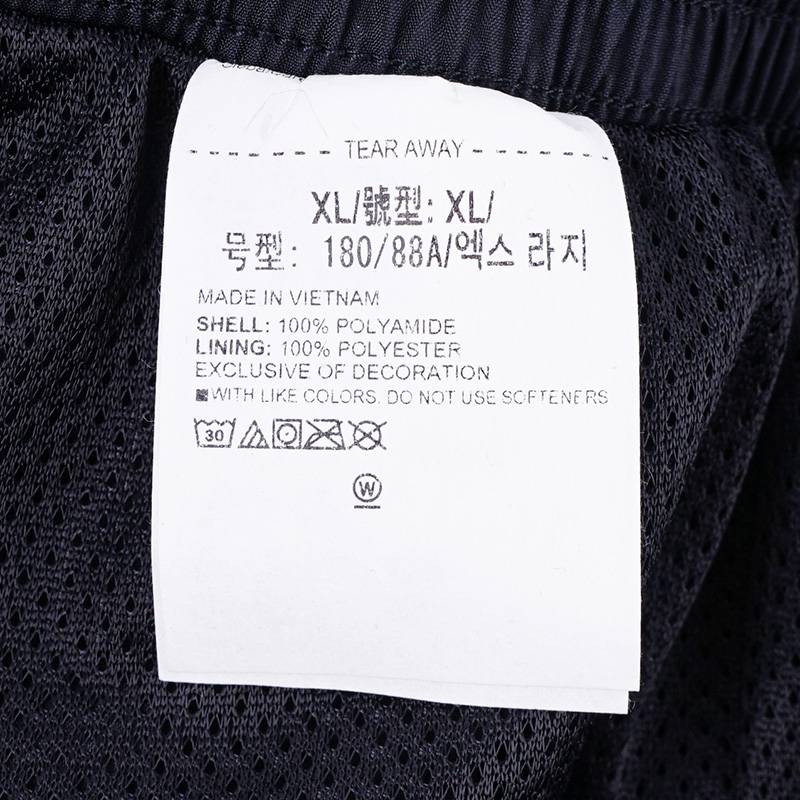 TEAR AWAY
XL/號型: XL/
号型: 180/88A/엑스 라지
MADE IN VIETNAM
SHELL: 100% POLYAMIDE
LINING: 100% POLYESTER
EXCLUSIVE OF DECORATION
■WITH LIKE COLORS. DO NOT USE SOFTENERS
30
W